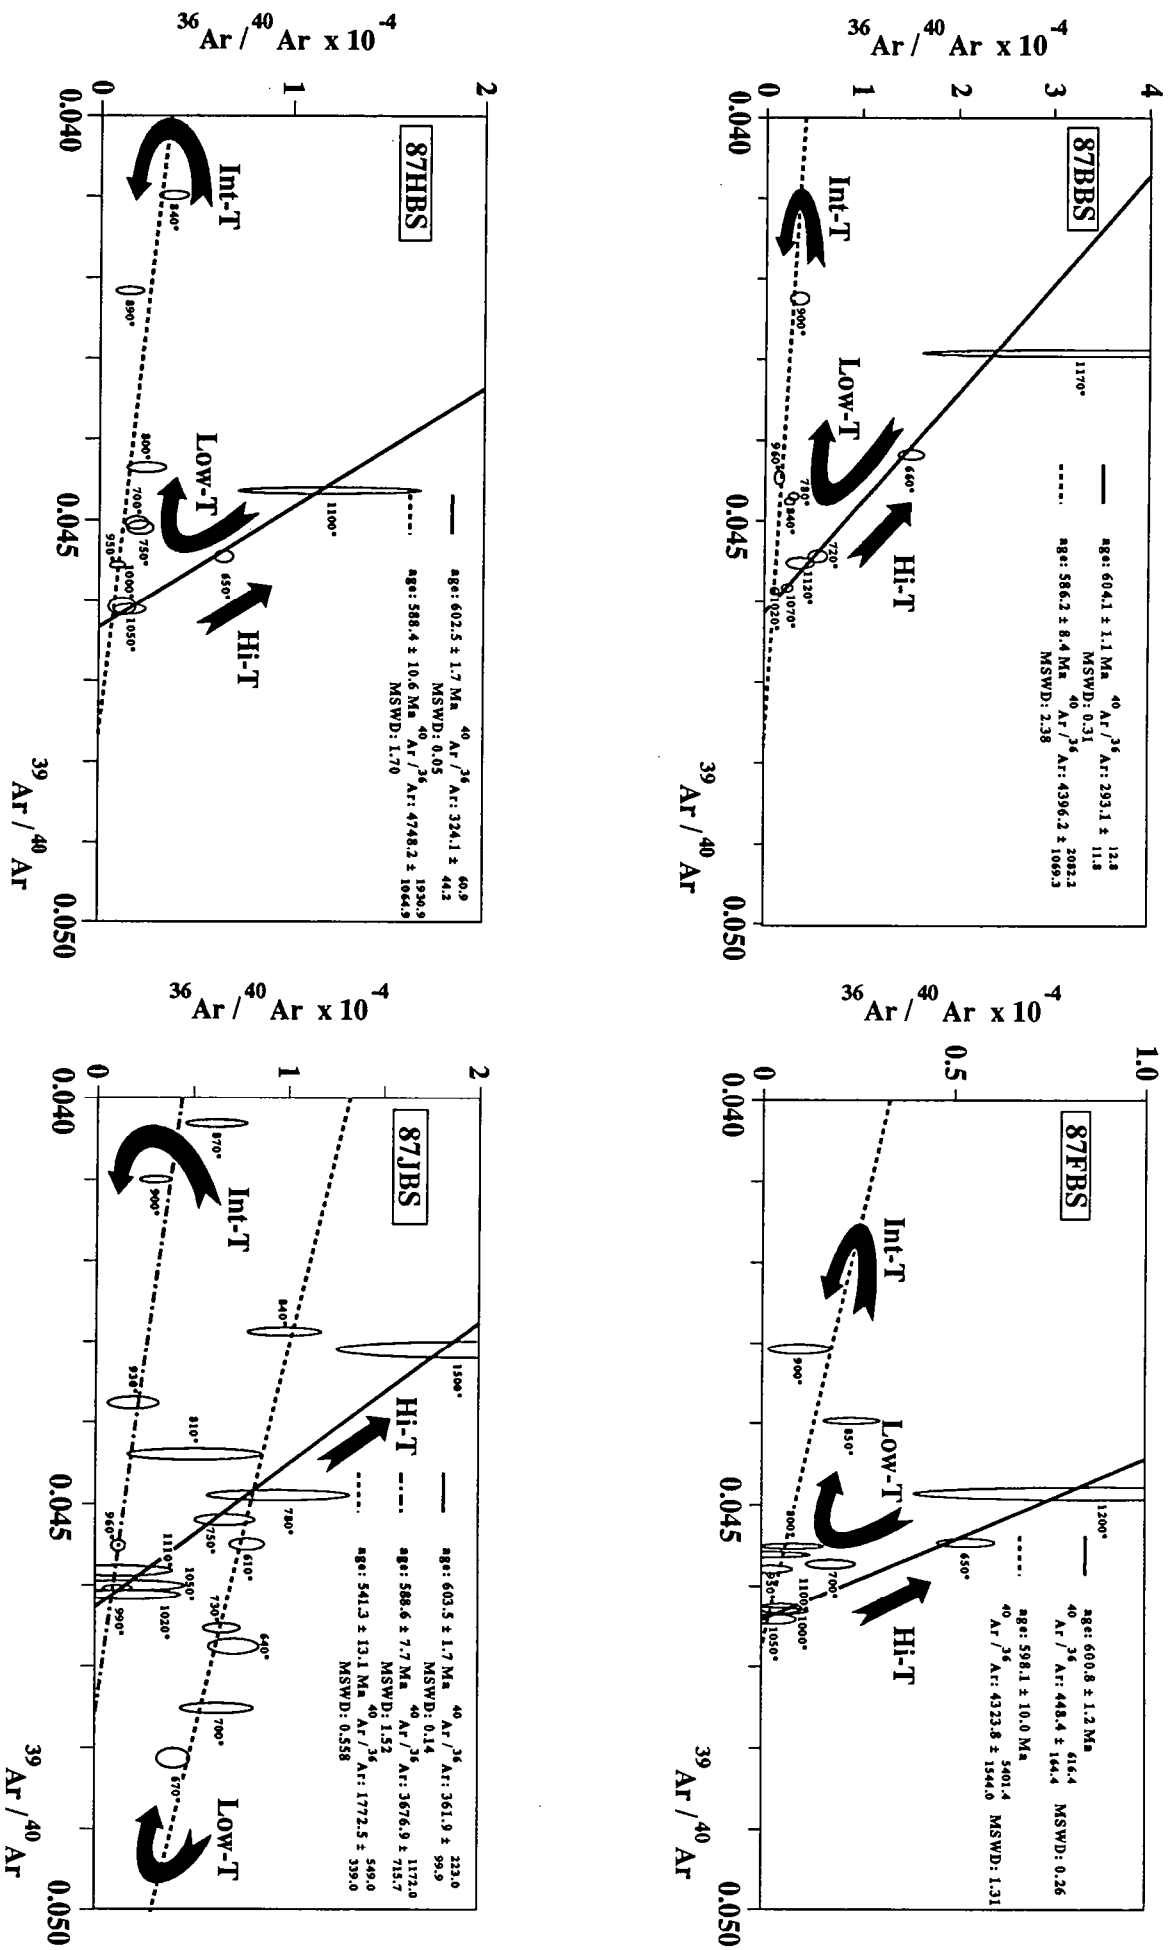 87BBS
36Ar / 40Ar x 10-4
4
3
2
1
0
0.040
0.045
0.050
39Ar / 40Ar
age: 604.1 ± 1.1 Ma 40Ar / 36Ar: 293.1 ± 12.8 11.8
MSWD: 0.31
age: 586.2 ± 8.4 Ma 40Ar / 36Ar: 4396.2 ± 2082.2 1069.3
MSWD: 2.38
Int-T
Low-T
Hi-T
1170°
900°
660°
960°
780°
840°
720°
1120°
1070°
1020°
87FBS
36Ar / 40Ar x 10-4
1.0
0.5
0
0.040
0.045
0.050
39Ar / 40Ar
age: 600.8 ± 1.2 Ma
40Ar / 36Ar: 448.4 ± 616.4 164.4 MSWD: 0.26
age: 598.1 ± 10.0 Ma
40Ar / 36Ar: 4323.8 ± 5401.4 1544.0 MSWD: 1.31
Int-T
Low-T
Hi-T
1200°
900°
850°
650°
700°
950°
1100°
1000°
1050°
87HBS
36Ar / 40Ar x 10-4
2
1
0
0.040
0.045
0.050
39Ar / 40Ar
age: 602.5 ± 1.7 Ma 40Ar / 36Ar: 324.1 ± 60.9 44.2
MSWD: 0.05
age: 588.4 ± 10.6 Ma 40Ar / 36Ar: 4748.2 ± 1930.9 1064.9
MSWD: 1.70
Int-T
Low-T
Hi-T
840°
890°
800°
1100°
700°
750°
650°
950°
1000°
1050°
87JBS
36Ar / 40Ar x 10-4
2
1
0
0.040
0.045
0.050
39Ar / 40Ar
age: 603.5 ± 1.7 Ma 40Ar / 36Ar: 361.9 ± 223.0 99.9
MSWD: 0.14
age: 588.6 ± 7.7 Ma 40Ar / 36Ar: 3676.9 ± 1172.0 715.7
MSWD: 1.52
age: 541.3 ± 13.1 Ma 40Ar / 36Ar: 1772.5 ± 549.0 339.0
MSWD: 0.558
Int-T
Hi-T
Low-T
870°
900°
840°
1500°
930°
810°
780°
750°
610°
960°
1110°
1050°
990°
1020°
730°
640°
700°
670°